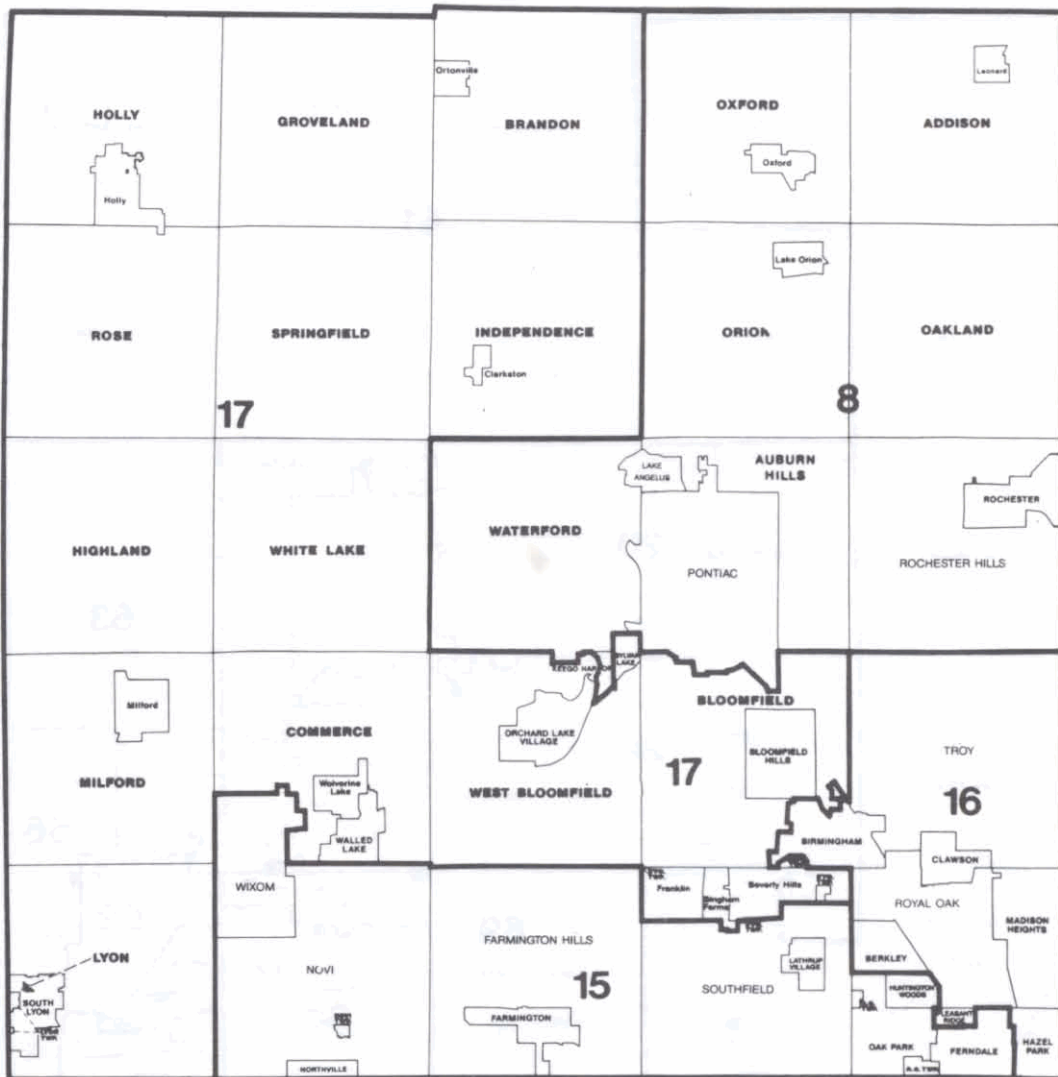 Ortonville
Leonard
HOLLY
GROVELAND
BRANDON
OXFORD
ADDISON
Oxford
Holly
Lake Orion
ROSE
SPRINGFIELD
INDEPENDENCE
ORION
OAKLAND
Clarkston
17
8
LAKE
ANGELUS
AUBURN
HILLS
ROCHESTER
HIGHLAND
WHITE LAKE
WATERFORD
PONTIAC
ROCHESTER HILLS
KEEGO HARBOR
SYLVAN
LAKE
BLOOMFIELD
Milford
COMMERCE
ORCHARD LAKE
VILLAGE
BLOOMFIELD
HILLS
TROY
MILFORD
Wolverine
Lake
WEST BLOOMFIELD
17
16
WALLED
LAKE
BIRMINGHAM
CLAWSON
WIXOM
Franklin
Bingham
Farms
Beverly Hills
ROYAL OAK
MADISON
HEIGHTS
LYON
NOVI
FARMINGTON HILLS
15
SOUTHFIELD
LATHRUP
VILLAGE
BERKLEY
HUNTINGTON
WOODS
SOUTH
LYON
FARMINGTON
PLEASANT
RIDGE
NORTHVILLE
OAK PARK
FERNDALE
HAZEL
PARK
R.O. TWP.